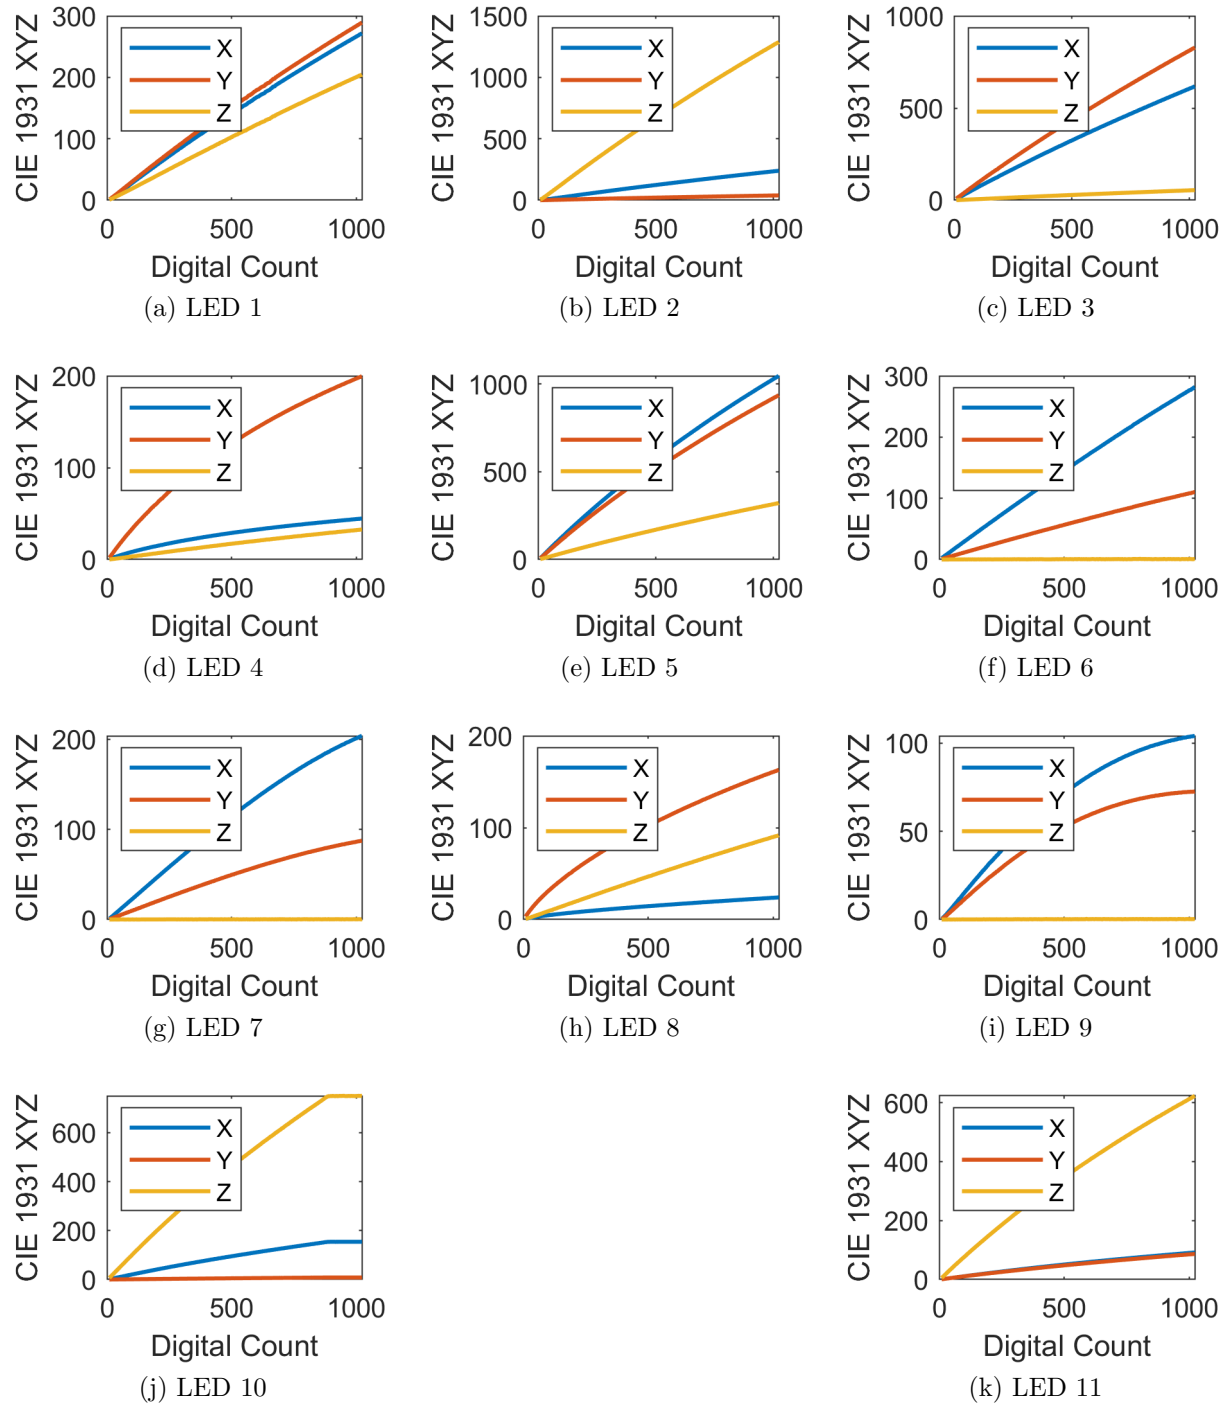 CIE 1931 XYZ
300
200
100
0
X
Y
Z
0 500 1000
Digital Count
(a) LED 1
CIE 1931 XYZ
1500
1000
500
0
X
Y
Z
0 500 1000
Digital Count
(b) LED 2
CIE 1931 XYZ
1000
500
0
X
Y
Z
0 500 1000
Digital Count
(c) LED 3
CIE 1931 XYZ
200
100
0
X
Y
Z
0 500 1000
Digital Count
(d) LED 4
CIE 1931 XYZ
1000
500
0
X
Y
Z
0 500 1000
Digital Count
(e) LED 5
CIE 1931 XYZ
300
200
100
0
X
Y
Z
0 500 1000
Digital Count
(f) LED 6
CIE 1931 XYZ
200
100
0
X
Y
Z
0 500 1000
Digital Count
(g) LED 7
CIE 1931 XYZ
200
100
0
X
Y
Z
0 500 1000
Digital Count
(h) LED 8
CIE 1931 XYZ
100
50
0
X
Y
Z
0 500 1000
Digital Count
(i) LED 9
CIE 1931 XYZ
600
400
200
0
X
Y
Z
0 500 1000
Digital Count
(j) LED 10
CIE 1931 XYZ
600
400
200
0
X
Y
Z
0 500 1000
Digital Count
(k) LED 11